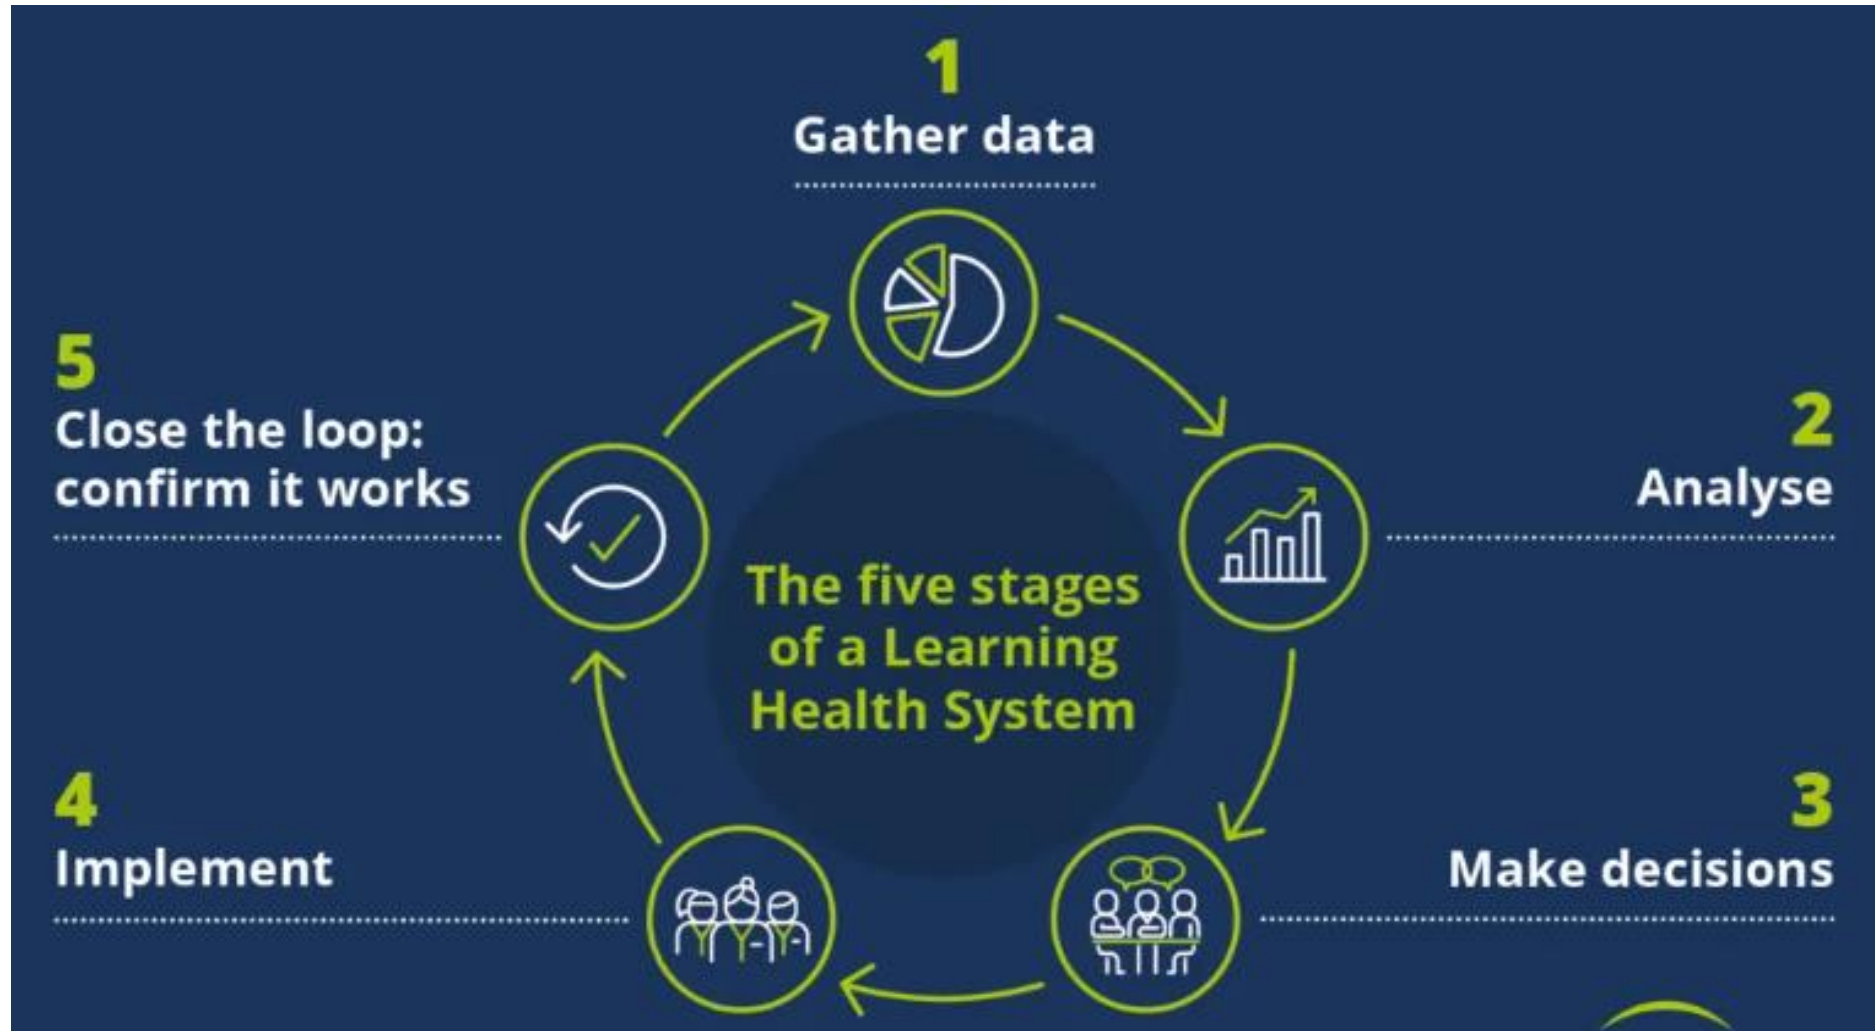 1
Gather data
2
Analyse
3
Make decisions
4
Implement
5
Close the loop:
confirm it works
The five stages
of a Learning
Health System